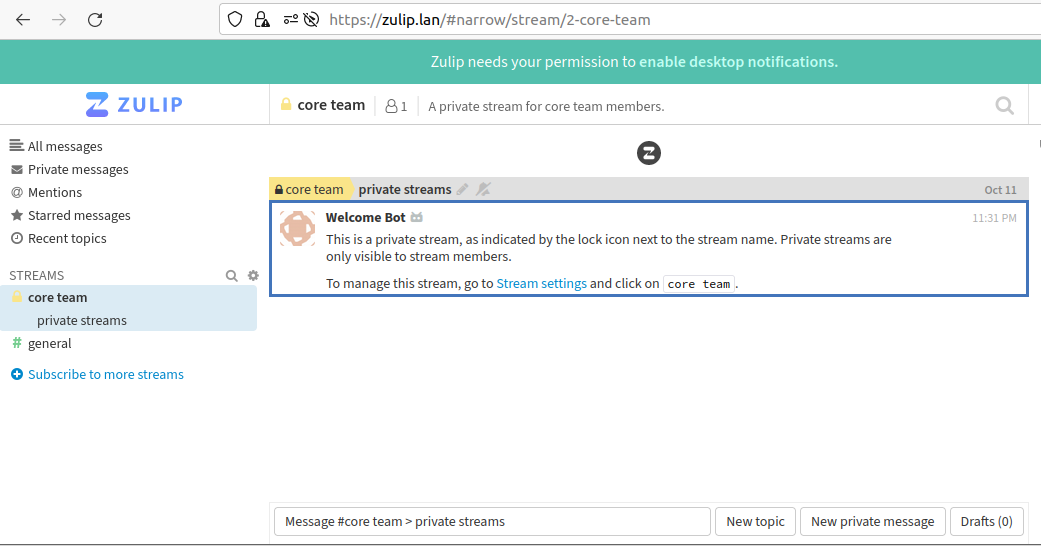 https://zulip.lan/#narrow/stream/2-core-team
Zulip needs your permission to enable desktop notifications.
ZULIP
core team
1
A private stream for core team members.
All messages
Private messages
@ Mentions
Starred messages
Recent topics
STREAMS
core team
private streams
# general
Subscribe to more streams
Z
core team private streams Oct 11
Welcome Bot 11:31 PM
This is a private stream, as indicated by the lock icon next to the stream name. Private streams are
only visible to stream members.
To manage this stream, go to Stream settings and click on core team.
Message #core team > private streams
New topic
New private message
Drafts (0)